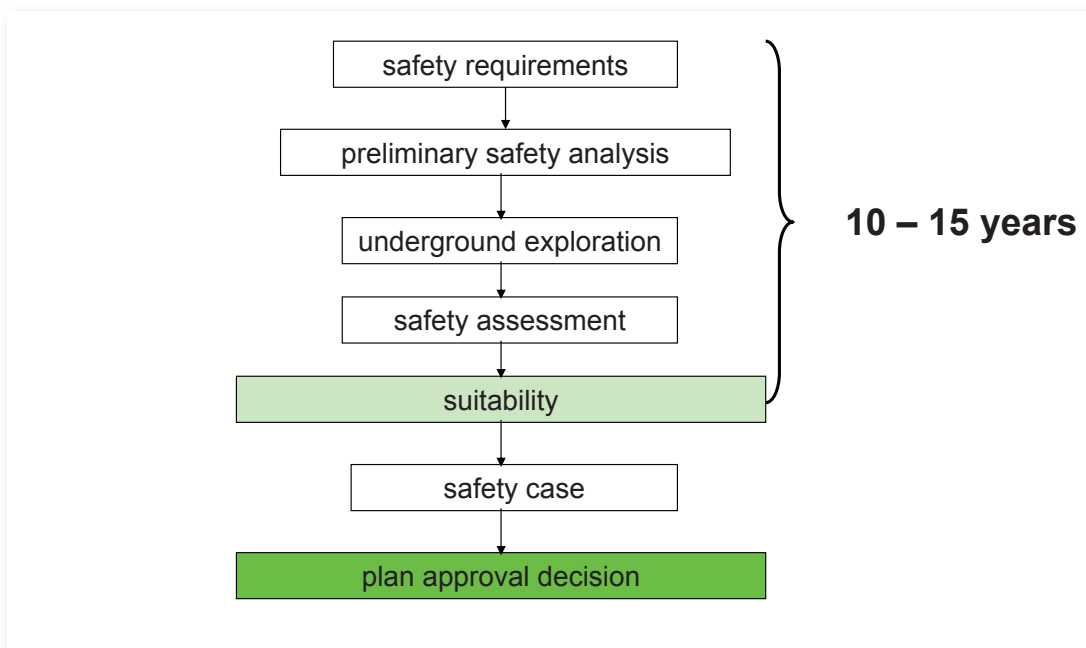 safety requirements
preliminary safety analysis
underground exploration
safety assessment
suitability
safety case
plan approval decision
10 – 15 years